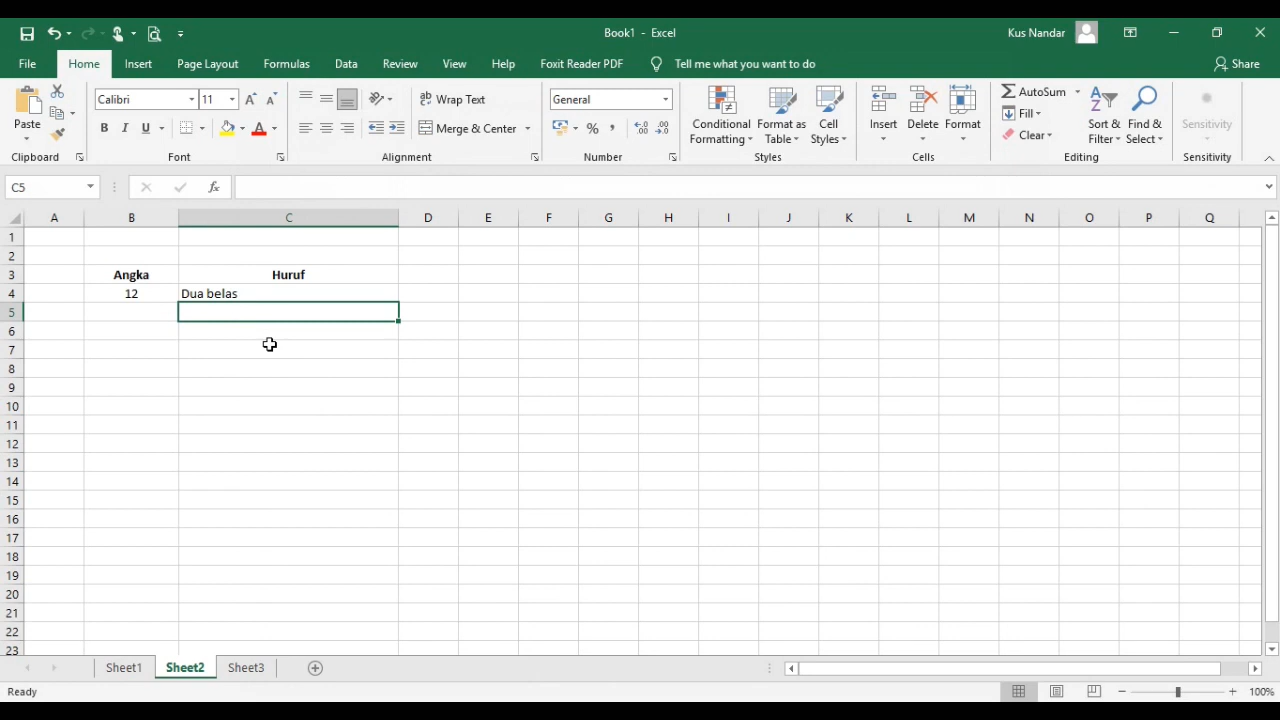 Book1 - Excel
Kus Nandar
File Home Insert Page Layout Formulas Data Review View Help Foxit Reader PDF Tell me what you want to do Share
Calibri 11 Wrap Text General AutoSum
Fill
Paste B I U Merge & Center % Conditional Formatting Format as Table Cell Styles Insert Delete Format Clear Sort & Filter Find & Select Sensitivity
Clipboard Font Alignment Number Styles Cells Editing Sensitivity
C5 fx
A B C D E F G H I J K L M N O P Q
1
2
3 Angka Huruf
4 12 Dua belas
5
6
7
8
9
10
11
12
13
14
15
16
17
18
19
20
21
22
23
Sheet1 Sheet2 Sheet3
Ready 100%